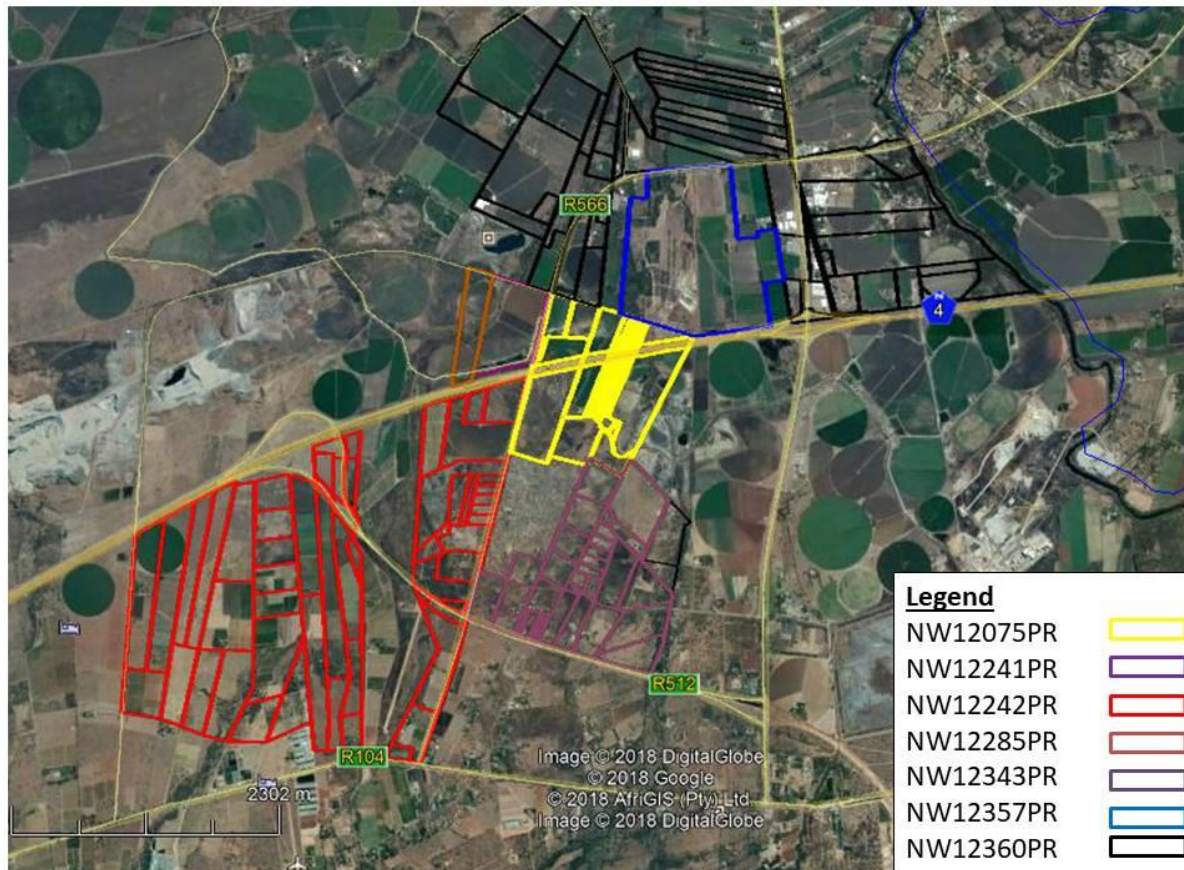 R566
N
4
R512
R104
2302 m
Image © 2018 DigitalGlobe
© 2018 Google
© 2018 AfriGIS (Pty) Ltd.
Image © 2018 DigitalGlobe
Legend
NW12075PR
NW12241PR
NW12242PR
NW12285PR
NW12343PR
NW12357PR
NW12360PR